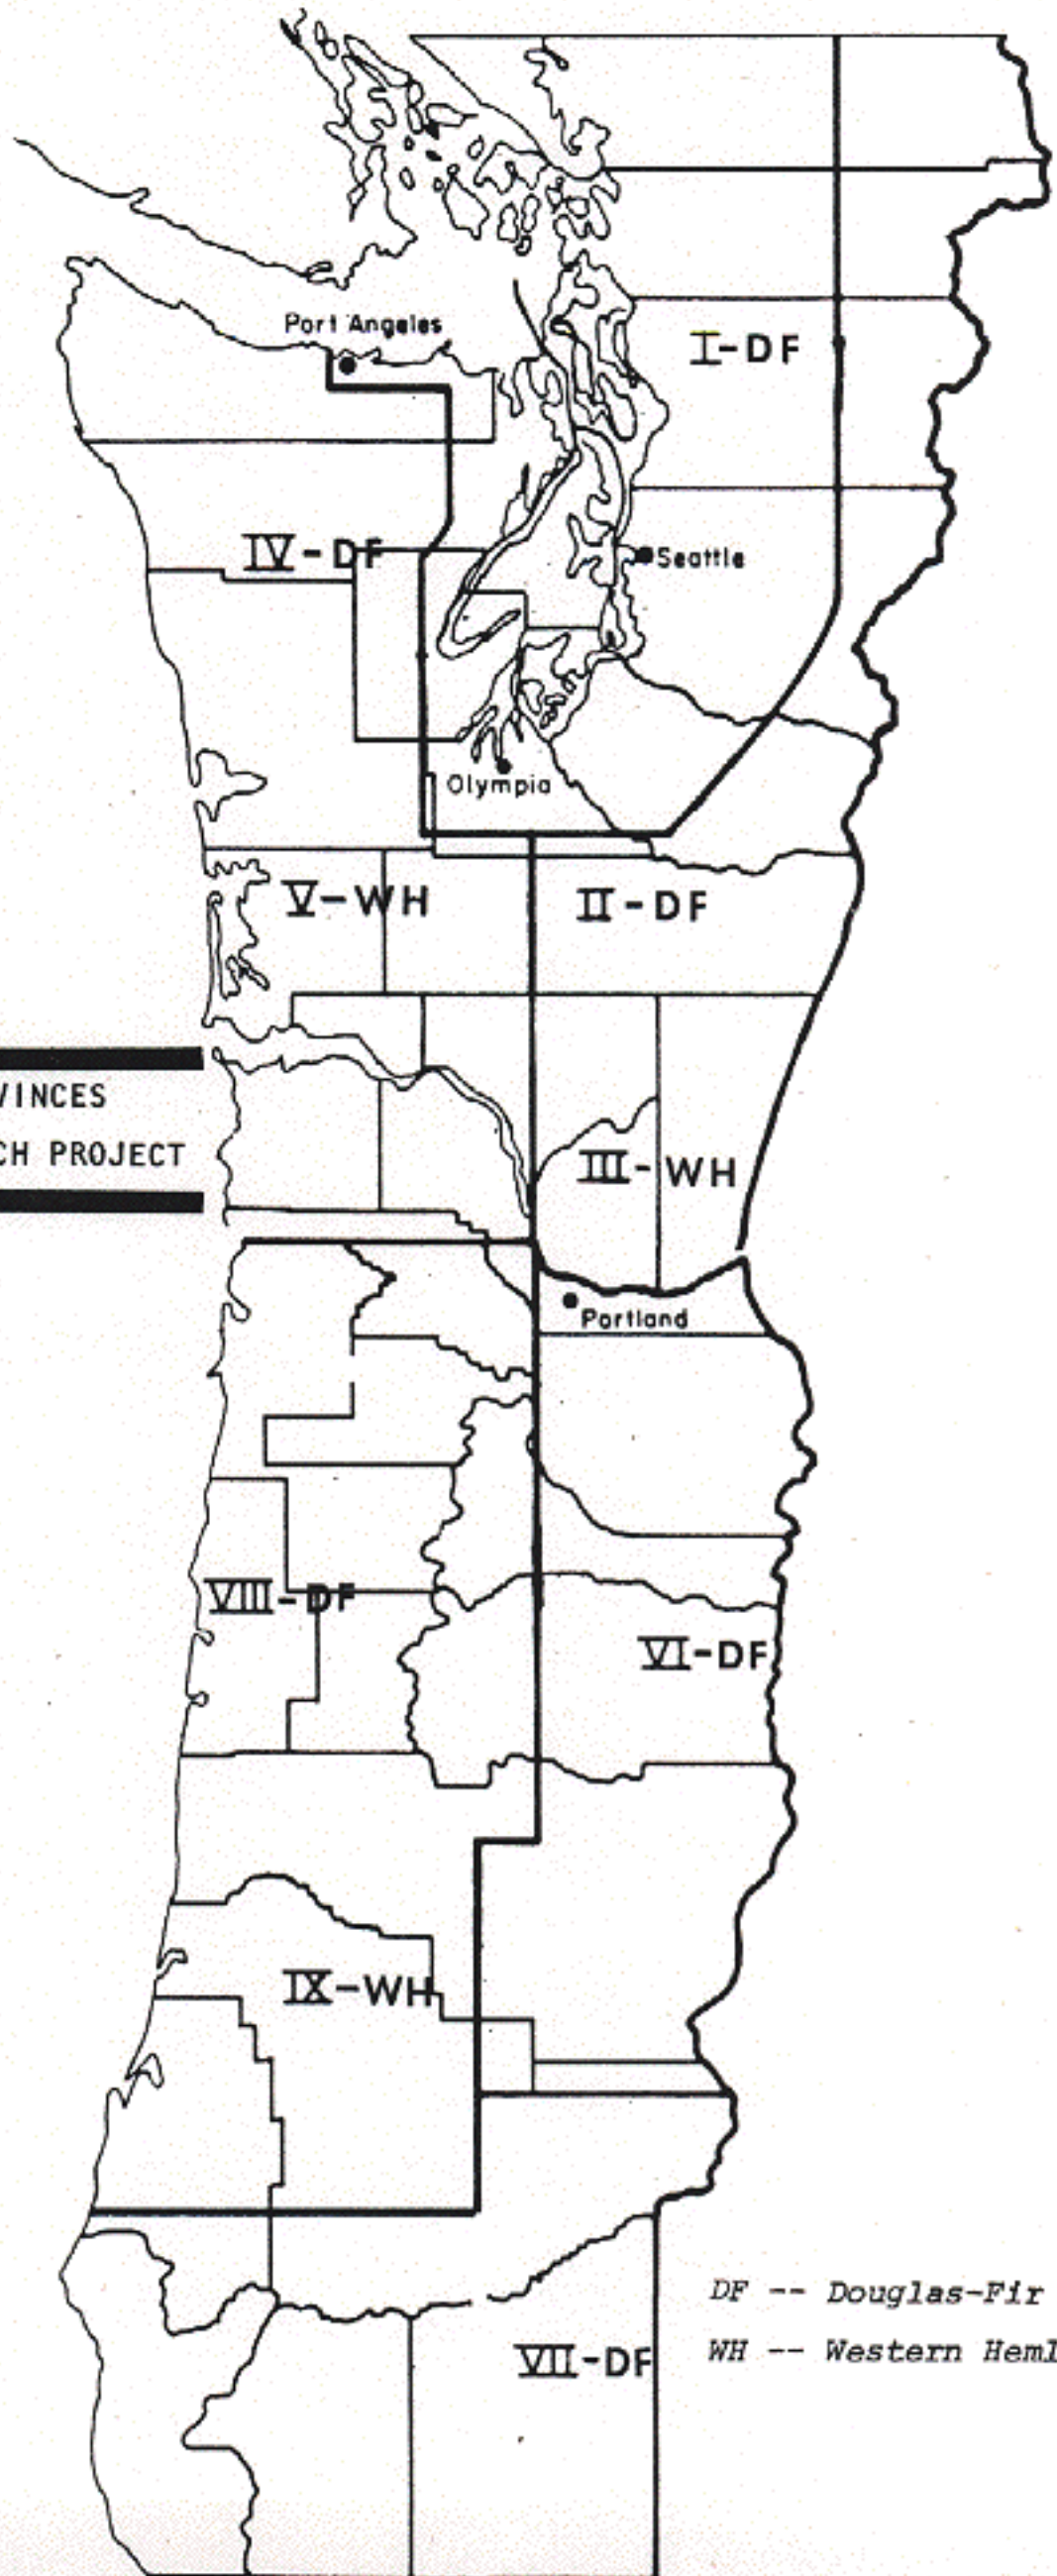 Port Angeles
I-DF
IV-DF
Seattle
Olympia
V-WH
II-DF
VINCES
CH PROJECT
III-WH
Portland
VIII-DF
VI-DF
IX-WH
DF -- Douglas-Fir
VII-DF
WH -- Western Heml